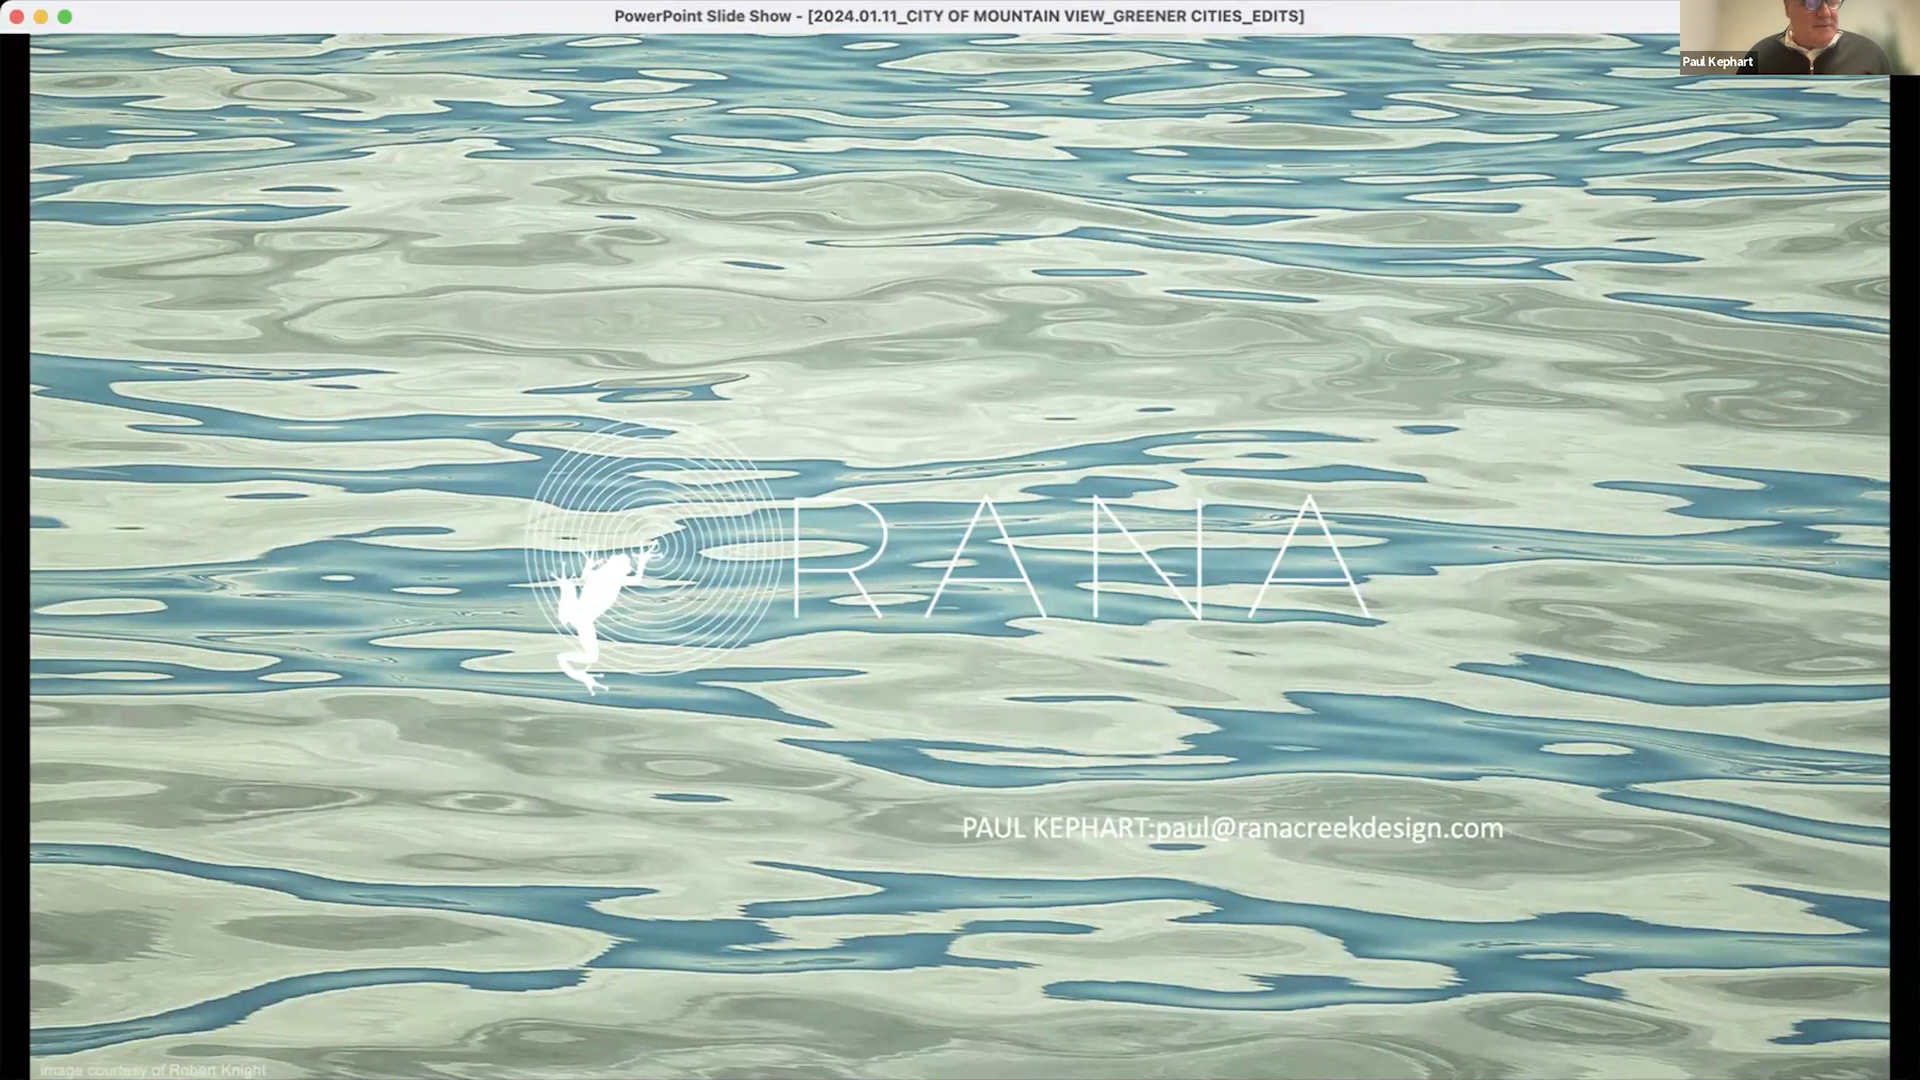 PowerPoint Slide Show - [2024.01.11_CITY OF MOUNTAIN VIEW_GREENER CITIES_EDITS]
Paul Kephart
RANA
PAUL KEPHART:paul@ranacreekdesign.com
image courtesy of Robert Knight